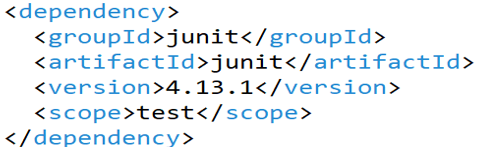 <dependency>
  <groupId>junit</groupId>
  <artifactId>junit</artifactId>
  <version>4.13.1</version>
  <scope>test</scope>
</dependency>